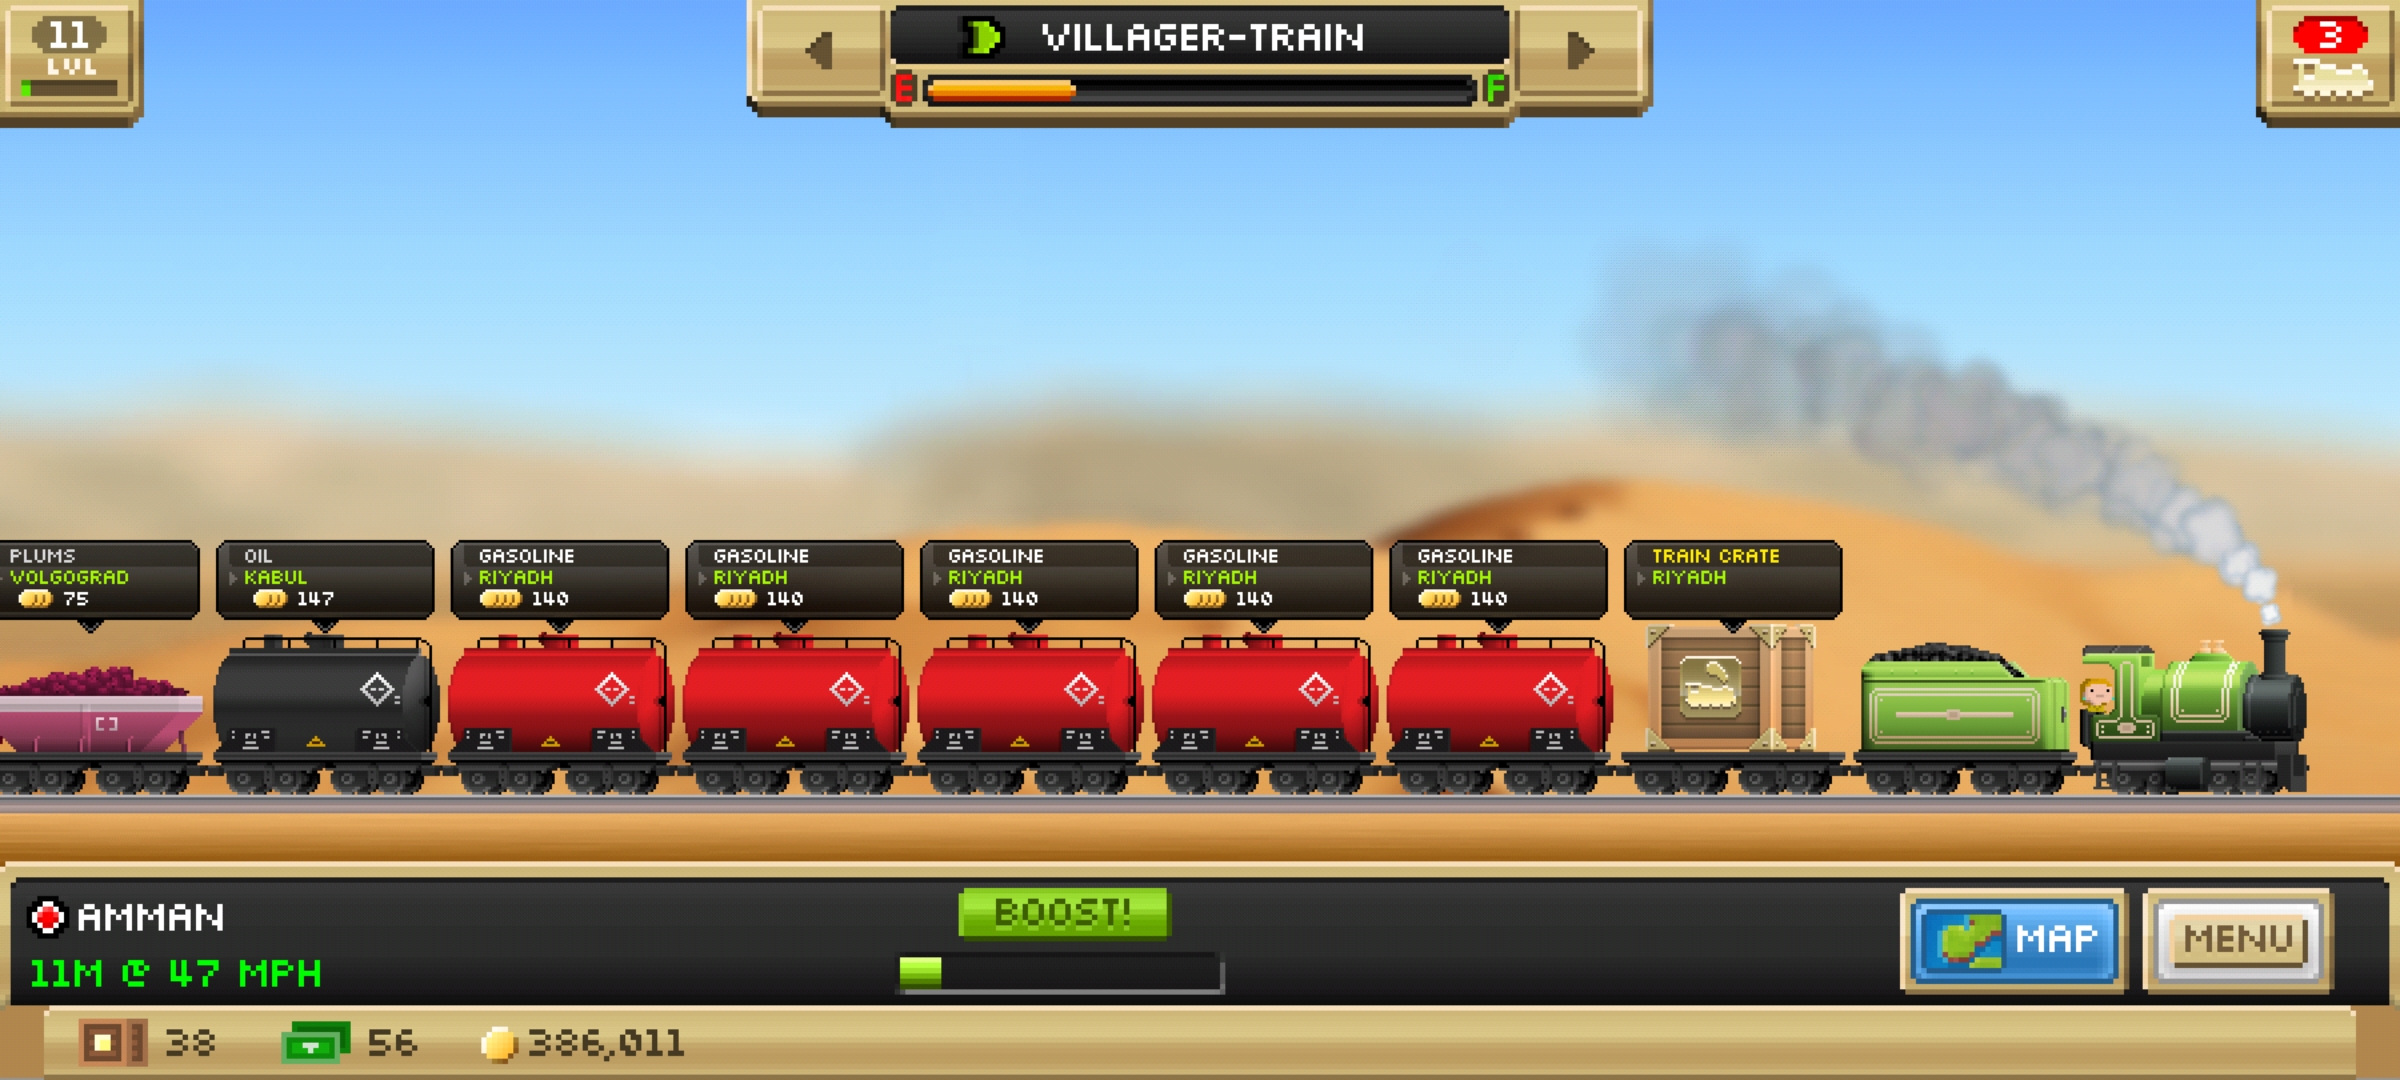 11
LVL
VILLAGER-TRAIN
E
F
3
PLUMS
VOLGOGRAD
75
OIL
KABUL
147
GASOLINE
RIYADH
140
GASOLINE
RIYADH
140
GASOLINE
RIYADH
140
GASOLINE
RIYADH
140
GASOLINE
RIYADH
140
TRAIN CRATE
RIYADH
AMMAN
11M @ 47 MPH
BOOST!
MAP
MENU
38
56
386,011